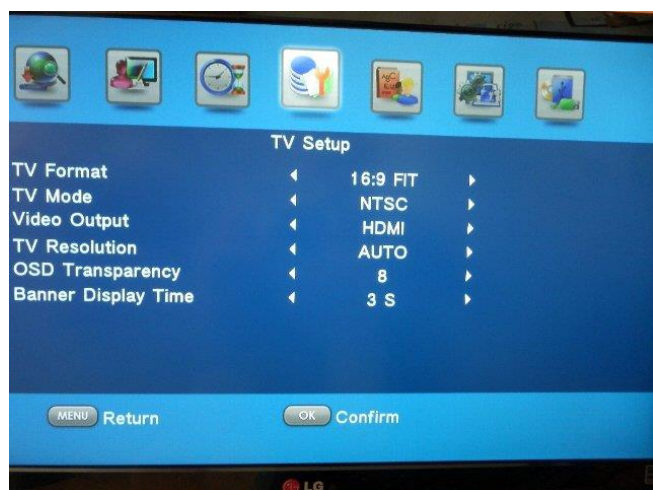 TV Setup
TV Format 16:9 FIT
TV Mode NTSC
Video Output HDMI
TV Resolution AUTO
OSD Transparency 8
Banner Display Time 3 S
MENU Return OK Confirm
LG